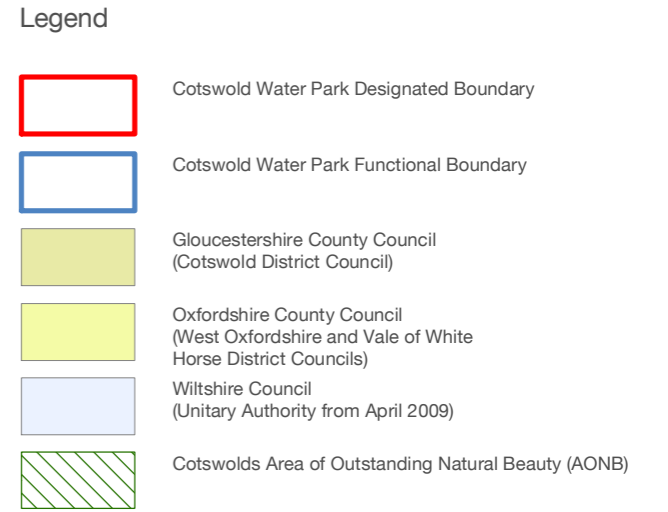 Legend
Cotswold Water Park Designated Boundary
Cotswold Water Park Functional Boundary
Gloucestershire County Council
(Cotswold District Council)
Oxfordshire County Council
(West Oxfordshire and Vale of White
Horse District Councils)
Wiltshire Council
(Unitary Authority from April 2009)
Cotswolds Area of Outstanding Natural Beauty (AONB)